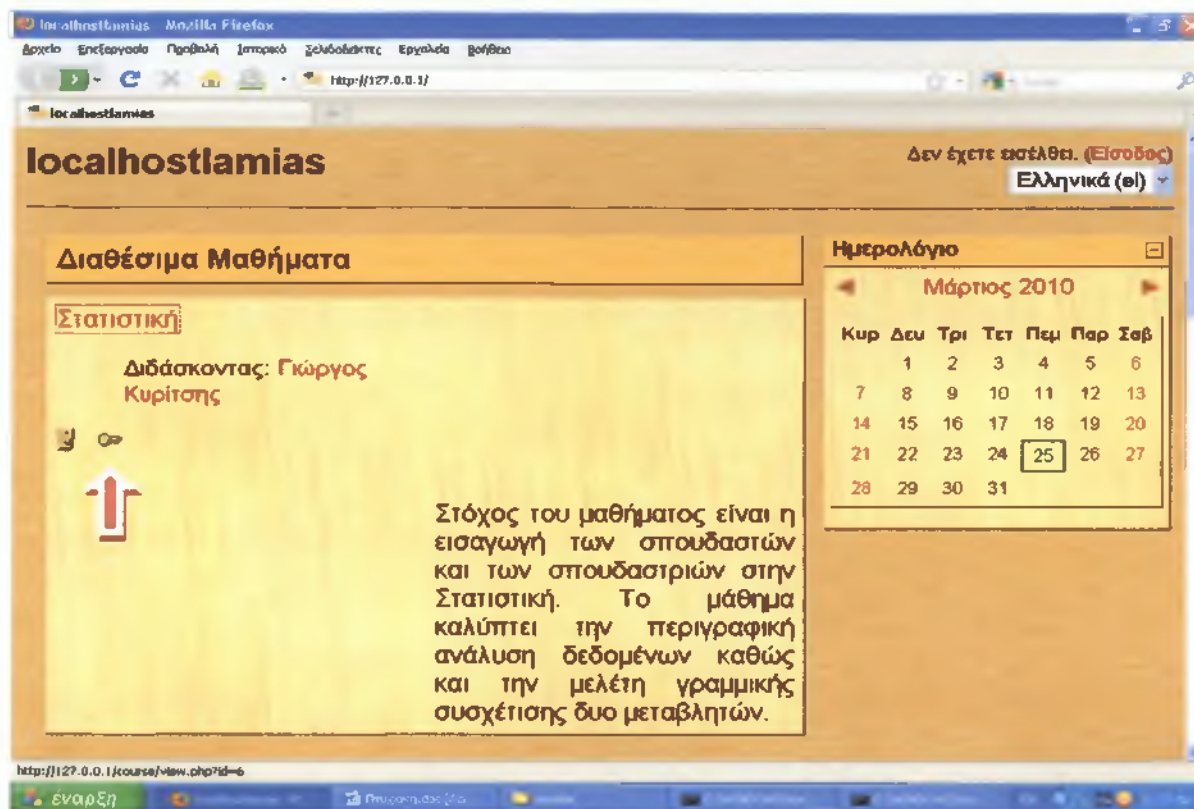 localhostlamias - Mozilla Firefox
Αρχείο Επεξεργασία Προβολή Ιστορικό Σελιδοδείκτες Εργαλεία Βοήθεια
http://127.0.0.1/
localhostlamias
localhostlamias
Δεν έχετε εισέλθει. (Είσοδος)
Ελληνικά (el)
Διαθέσιμα Μαθήματα
Στατιστική
Διδάσκοντας: Γιώργος
Κυρίτσης
Στόχος του μαθήματος είναι η
εισαγωγή των σπουδαστών
και των σπουδαστριών στην
Στατιστική. Το μάθημα
καλύπτει την περιγραφική
ανάλυση δεδομένων καθώς
και την μελέτη γραμμικής
συσχέτισης δυο μεταβλητών.
Ημερολόγιο
Μάρτιος 2010
Κυρ Δευ Τρι Τετ Πεμ Παρ Σαβ
1 2 3 4 5 6
7 8 9 10 11 12 13
14 15 16 17 18 19 20
21 22 23 24 25 26 27
28 29 30 31
http://127.0.0.1/course/view.php?id=6
έναρξη